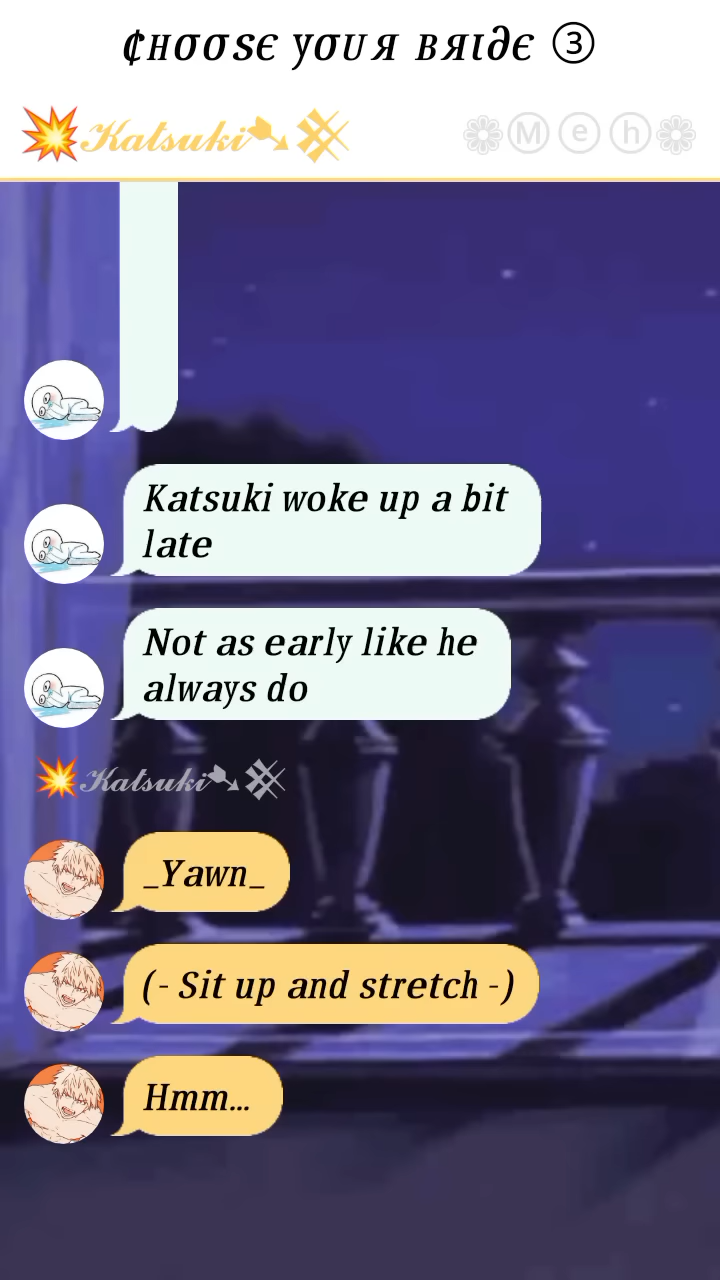 ₵нσσѕє уσυя вяι∂є ③
💥𝓚𝓪𝓽𝓼𝓾𝓴𝓲➷※ ❁Ⓜⓔⓗ❁
Katsuki woke up a bit
late
Not as early like he
always do
💥𝓚𝓪𝓽𝓼𝓾𝓴𝓲➷※
_Yawn_
(- Sit up and stretch -)
Hmm...